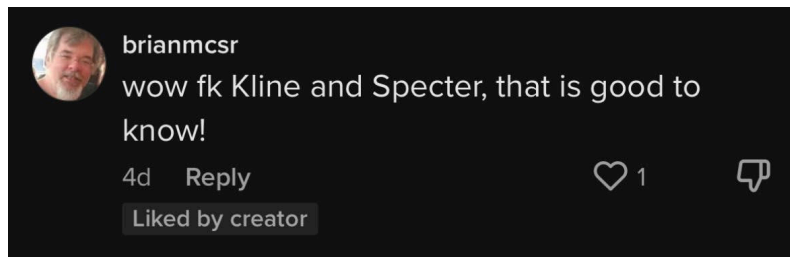 brianmcsr
wow fk Kline and Specter, that is good to
know!
4d Reply 1
Liked by creator